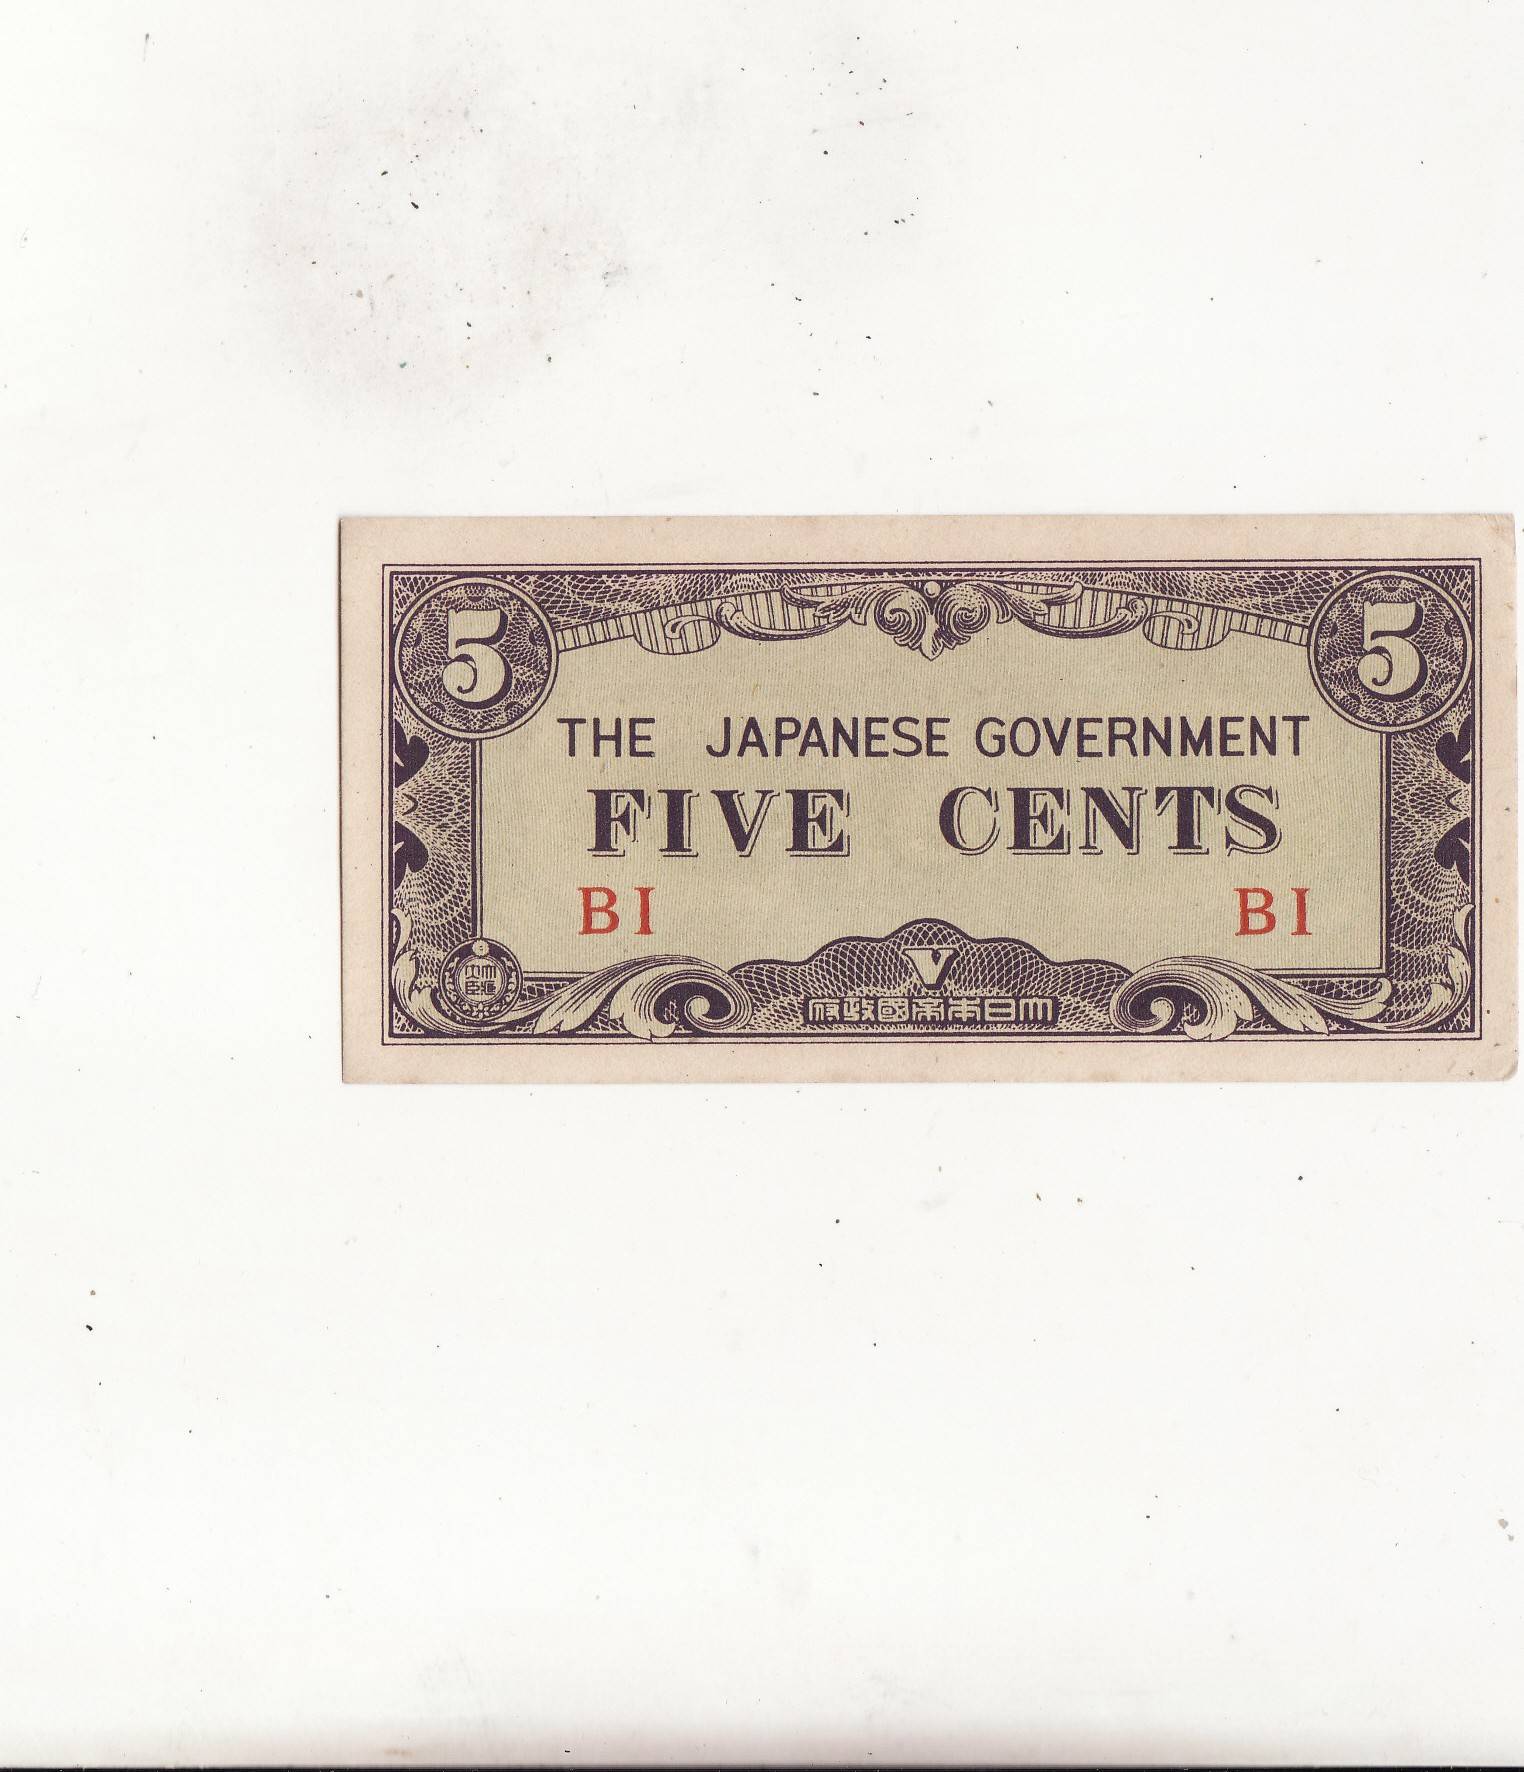 5 5
THE JAPANESE GOVERNMENT
FIVE CENTS
BI BI
V
府政國帝本日大